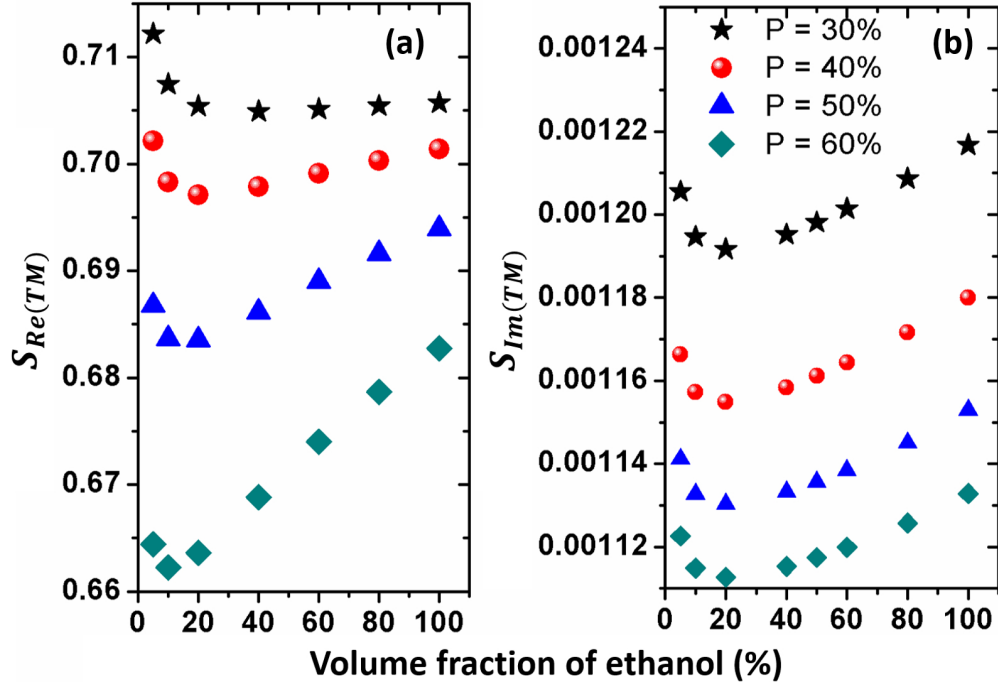 (a)
0.71
0.70
0.69
0.68
0.67
0.66
S_Re(TM)
0 20 40 60 80 100
(b)
P = 30%
P = 40%
P = 50%
P = 60%
0.00124
0.00122
0.00120
0.00118
0.00116
0.00114
0.00112
S_Im(TM)
0 20 40 60 80 100
Volume fraction of ethanol (%)